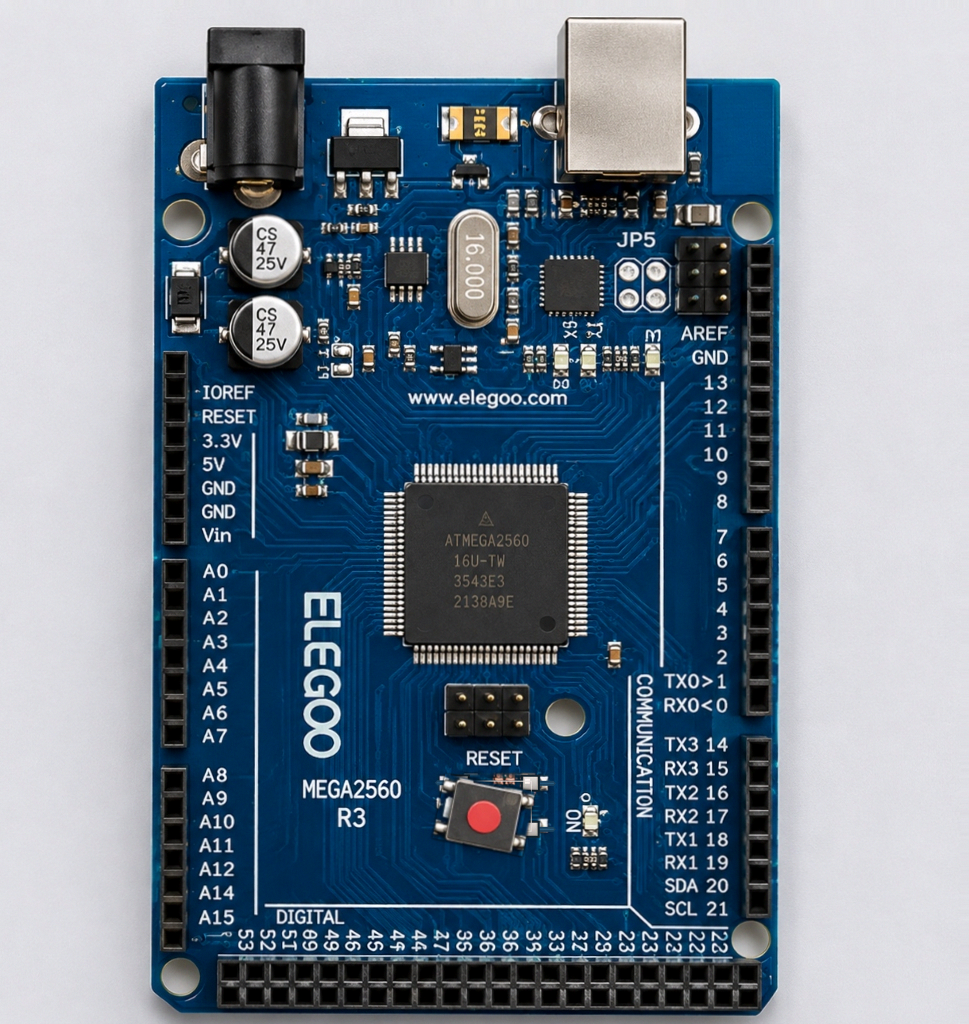 CS
47
25V
CS
47
25V
16.000
JP5
AREF
GND
13
12
11
10
9
8
7
6
5
4
3
2
TX0>1
RX0<0
www.elegoo.com
IOREF
RESET
3.3V
5V
GND
GND
Vin
A0
A1
A2
A3
A4
A5
A6
A7
A8
A9
A10
A11
A12
A14
A15
ATMEGA2560
16U-TW
3543E3
2138A9E
ELEGOO
MEGA2560
R3
RESET
ON
COMMUNICATION
TX3 14
RX3 15
TX2 16
RX2 17
TX1 18
RX1 19
SDA 20
SCL 21
DIGITAL